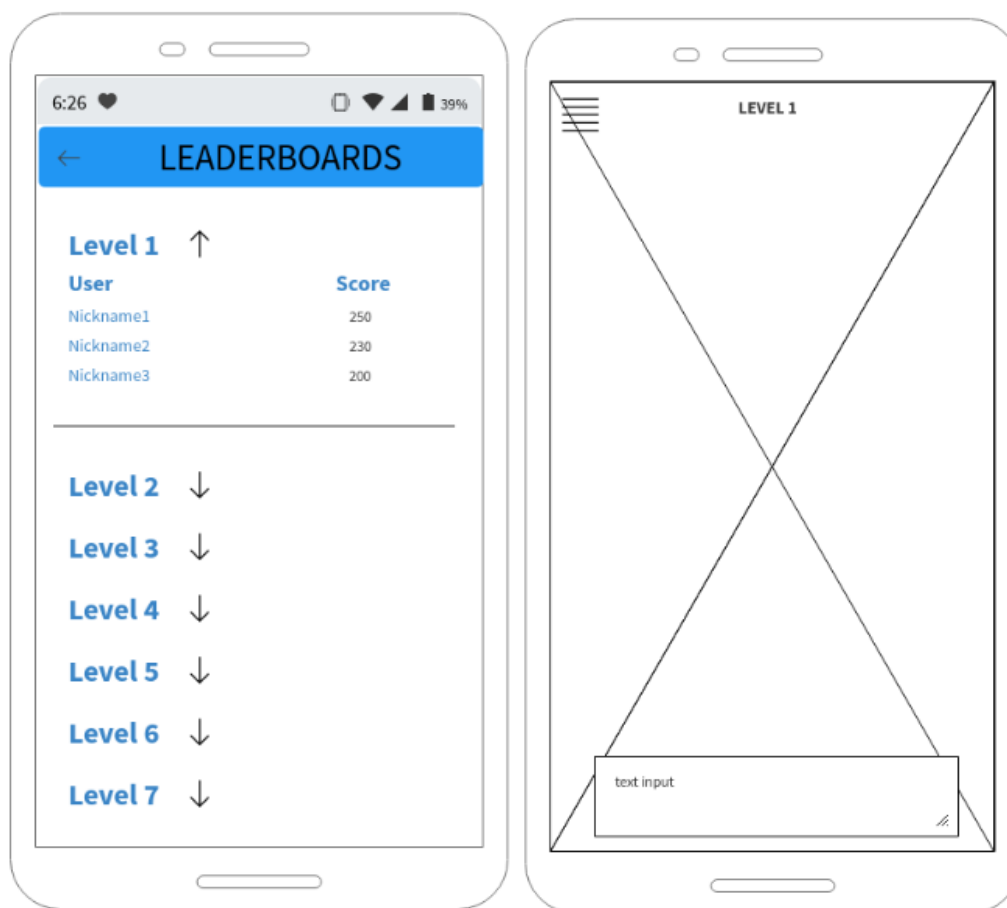 6:26 39%
LEADERBOARDS
Level 1
User Score
Nickname1 250
Nickname2 230
Nickname3 200
Level 2
Level 3
Level 4
Level 5
Level 6
Level 7
LEVEL 1
text input